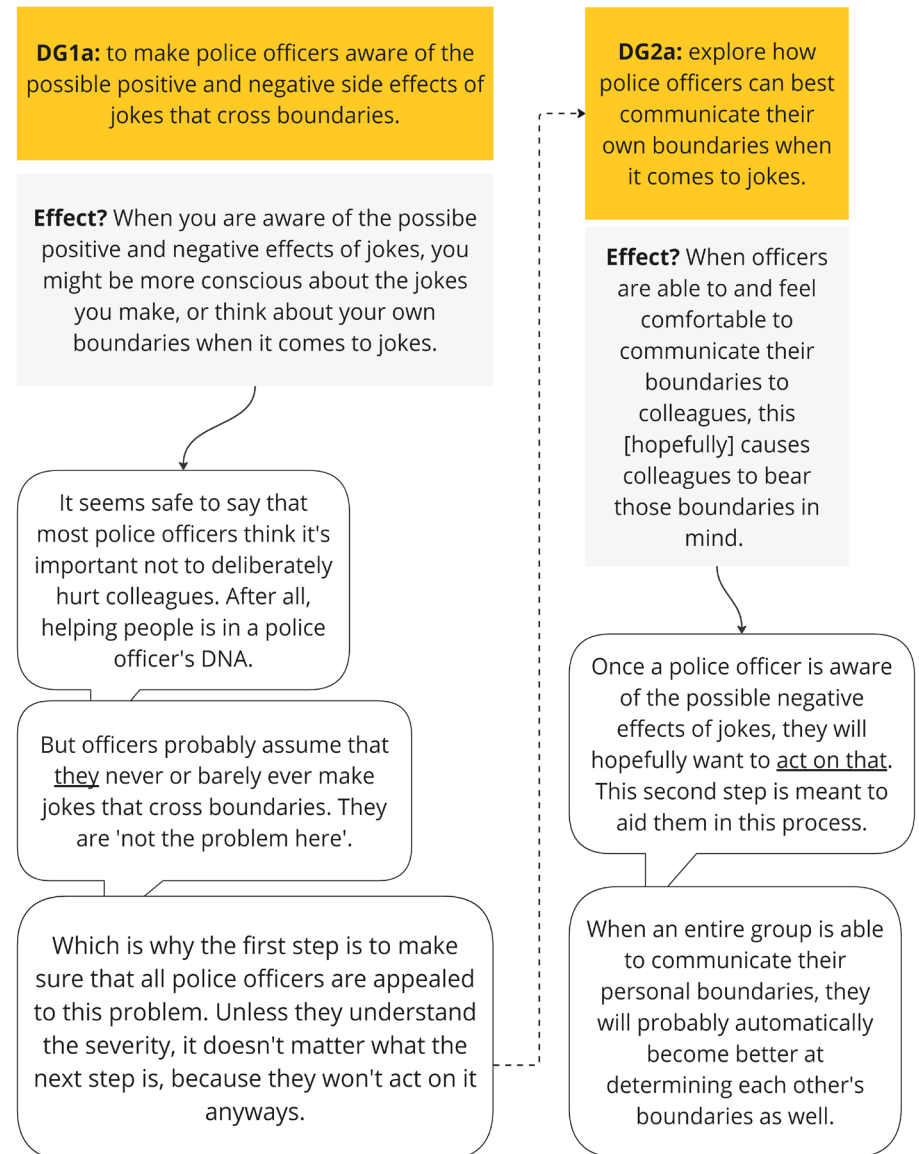 DG1a: to make police officers aware of the
possible positive and negative side effects of
jokes that cross boundaries.
Effect? When you are aware of the possibe
positive and negative effects of jokes, you
might be more conscious about the jokes
you make, or think about your own
boundaries when it comes to jokes.
It seems safe to say that
most police officers think it's
important not to deliberately
hurt colleagues. After all,
helping people is in a police
officer's DNA.
But officers probably assume that
they never or barely ever make
jokes that cross boundaries. They
are 'not the problem here'.
Which is why the first step is to make
sure that all police officers are appealed
to this problem. Unless they understand
the severity, it doesn't matter what the
next step is, because they won't act on it
anyways.
DG2a: explore how
police officers can best
communicate their
own boundaries when
it comes to jokes.
Effect? When officers
are able to and feel
comfortable to
communicate their
boundaries to
colleagues, this
[hopefully] causes
colleagues to bear
those boundaries in
mind.
Once a police officer is aware
of the possible negative
effects of jokes, they will
hopefully want to act on that.
This second step is meant to
aid them in this process.
When an entire group is able
to communicate their
personal boundaries, they
will probably automatically
become better at
determining each other's
boundaries as well.